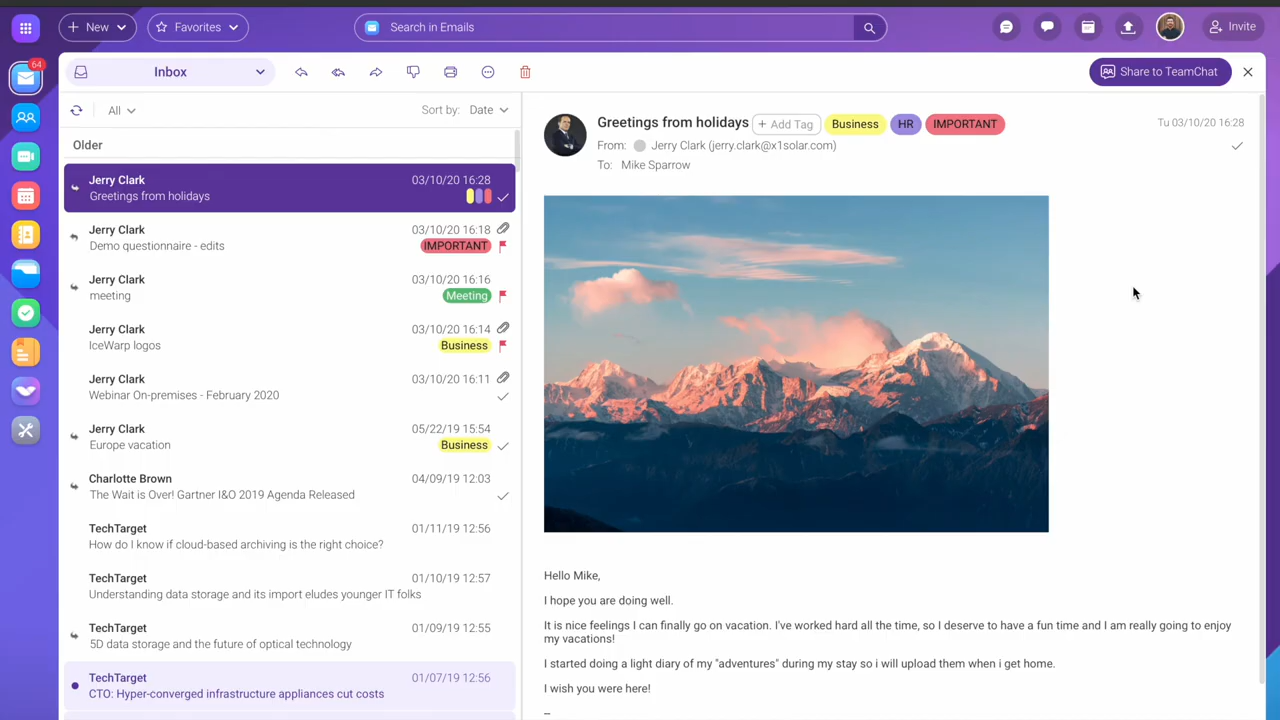 New
Favorites
Search in Emails
Invite
64
Inbox
Share to TeamChat
All
Sort by: Date
Older
Jerry Clark 03/10/20 16:28
Greetings from holidays
Jerry Clark 03/10/20 16:18
Demo questionnaire - edits IMPORTANT
Jerry Clark 03/10/20 16:16
meeting Meeting
Jerry Clark 03/10/20 16:14
IceWarp logos Business
Jerry Clark 03/10/20 16:11
Webinar On-premises - February 2020
Jerry Clark 05/22/19 15:54
Europe vacation Business
Charlotte Brown 04/09/19 12:03
The Wait is Over! Gartner I&O 2019 Agenda Released
TechTarget 01/11/19 12:56
How do I know if cloud-based archiving is the right choice?
TechTarget 01/10/19 12:57
Understanding data storage and its import eludes younger IT folks
TechTarget 01/09/19 12:55
5D data storage and the future of optical technology
TechTarget 01/07/19 12:56
CTO: Hyper-converged infrastructure appliances cut costs
Greetings from holidays + Add Tag Business HR IMPORTANT Tu 03/10/20 16:28
From: Jerry Clark (jerry.clark@x1solar.com)
To: Mike Sparrow
Hello Mike,
I hope you are doing well.
It is nice feelings I can finally go on vacation. I've worked hard all the time, so I deserve to have a fun time and I am really going to enjoy
my vacations!
I started doing a light diary of my "adventures" during my stay so i will upload them when i get home.
I wish you were here!
--